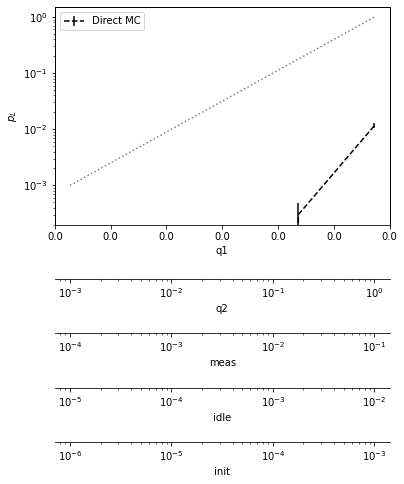 Direct MC
10⁰
10⁻¹
10⁻²
10⁻³
p_L
0.0 0.0 0.0 0.0 0.0 0.0 0.0
q1
10⁻³ 10⁻² 10⁻¹ 10⁰
q2
10⁻⁴ 10⁻³ 10⁻² 10⁻¹
meas
10⁻⁵ 10⁻⁴ 10⁻³ 10⁻²
idle
10⁻⁶ 10⁻⁵ 10⁻⁴ 10⁻³
init